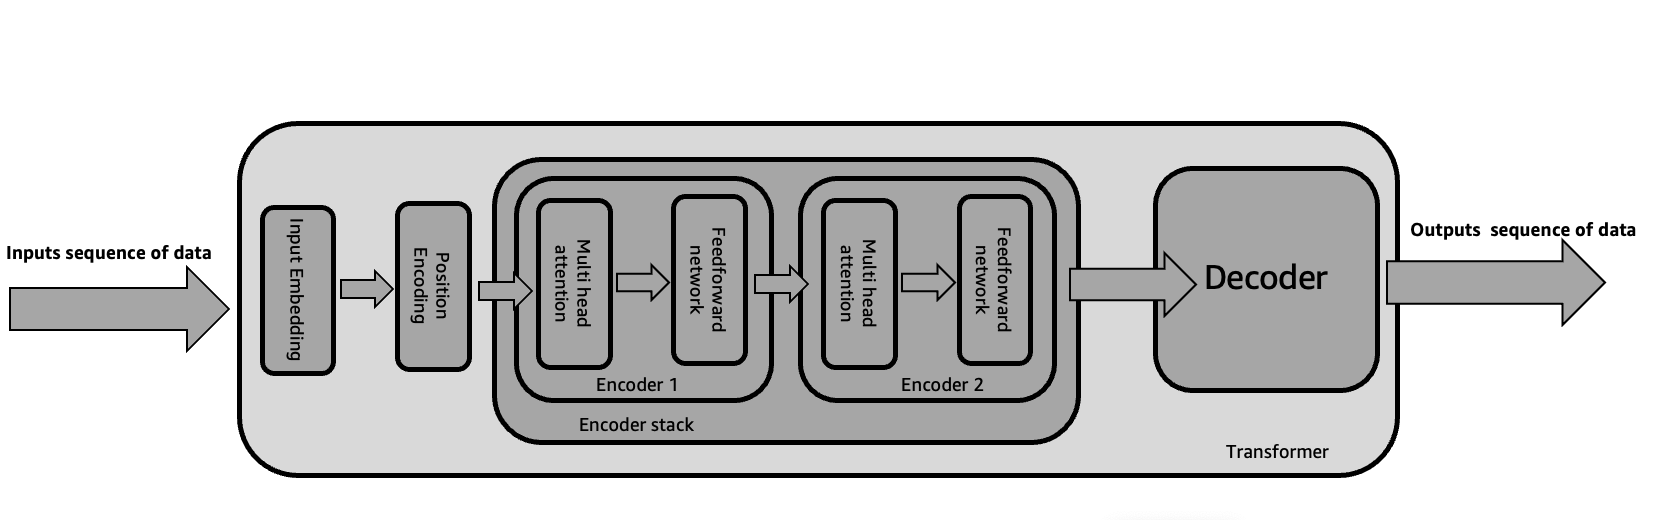 Inputs sequence of data
Input Embedding
Position
Encoding
Multi head
attention
Feedforward
network
Encoder 1
Multi head
attention
Feedforward
network
Encoder 2
Encoder stack
Decoder
Transformer
Outputs  sequence of data